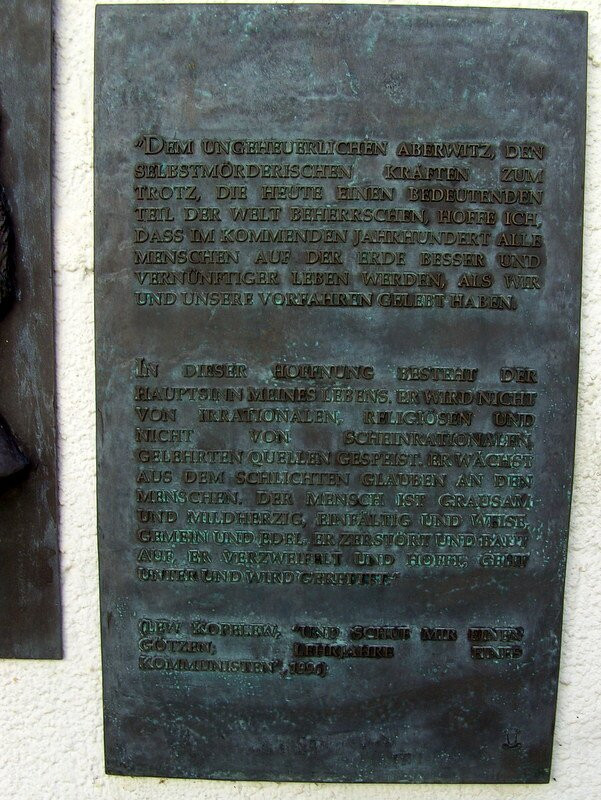 "DEM UNGEHEUERLICHEN ABERWITZ, DEN
SELBSTMÖRDERISCHEN KRÄFTEN ZUM
TROTZ, DIE HEUTE EINEN BEDEUTENDEN
TEIL DER WELT BEHERRSCHEN, HOFFE ICH,
DASS IM KOMMENDEN JAHRHUNDERT ALLE
MENSCHEN AUF DER ERDE BESSER UND
VERNÜNFTIGER LEBEN WERDEN, ALS WIR
UND UNSERE VORFAHREN GELEBT HABEN.
IN DIESER HOFFNUNG BESTEHT DER
HAUPTSINN MEINES LEBENS. ER WIRD NICHT
VON IRRATIONALEN, RELIGIÖSEN UND
NICHT VON SCHEINRATIONALEN,
GELEHRTEN QUELLEN GESPEIST. ER WÄCHST
AUS DEM SCHLICHTEN GLAUBEN AN DEN
MENSCHEN. DER MENSCH IST GRAUSAM
UND MILDHERZIG, EINFÄLTIG UND WEISE,
GEMEIN UND EDEL. ER ZERSTÖRT UND BAUT
AUF, ER VERZWEIFELT UND HOFFT, GEHT
UNTER UND WIRD GERETTET."
(LEW KOPELEW, "UND SCHUF MIR EINEN
GÖTZEN, LEHRJAHRE EINES
KOMMUNISTEN",